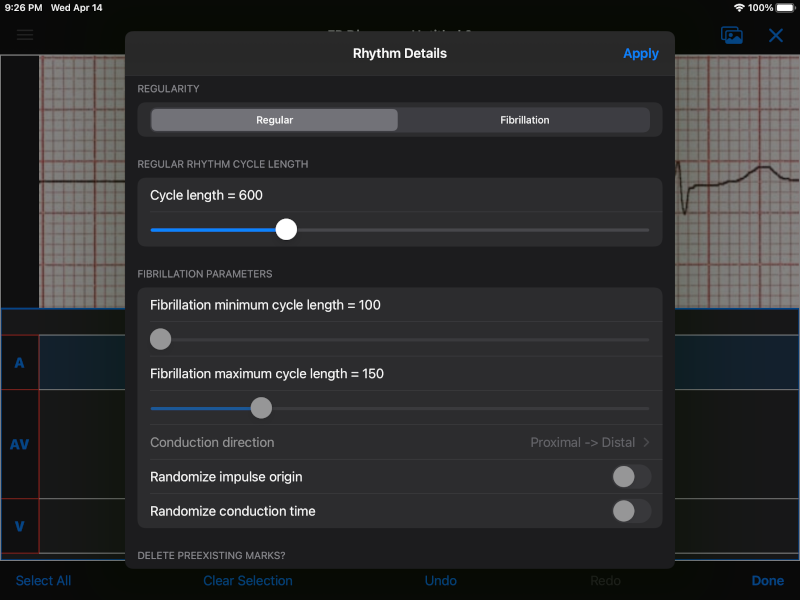 9:26 PM Wed Apr 14
100%
Rhythm Details
Apply
REGULARITY
Regular
Fibrillation
REGULAR RHYTHM CYCLE LENGTH
Cycle length = 600
FIBRILLATION PARAMETERS
Fibrillation minimum cycle length = 100
Fibrillation maximum cycle length = 150
Conduction direction
Proximal -> Distal
Randomize impulse origin
Randomize conduction time
DELETE PREEXISTING MARKS?
A
AV
V
Select All
Clear Selection
Undo
Redo
Done